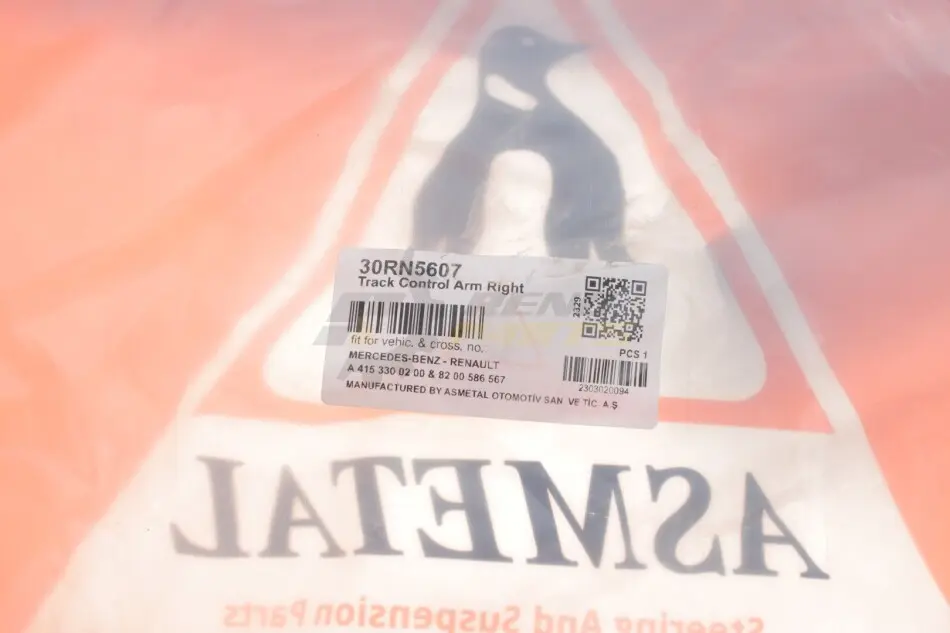 30RN5607
Track Control Arm Right
2329
fit for vehic. & cross. no.
PCS 1
MERCEDES-BENZ - RENAULT
A 415 330 02 00 & 82 00 586 567
2303020094
MANUFACTURED BY ASMETAL OTOMOTİV SAN. VE TİC. A.Ş
ASMETAL
Steering And Suspension Parts